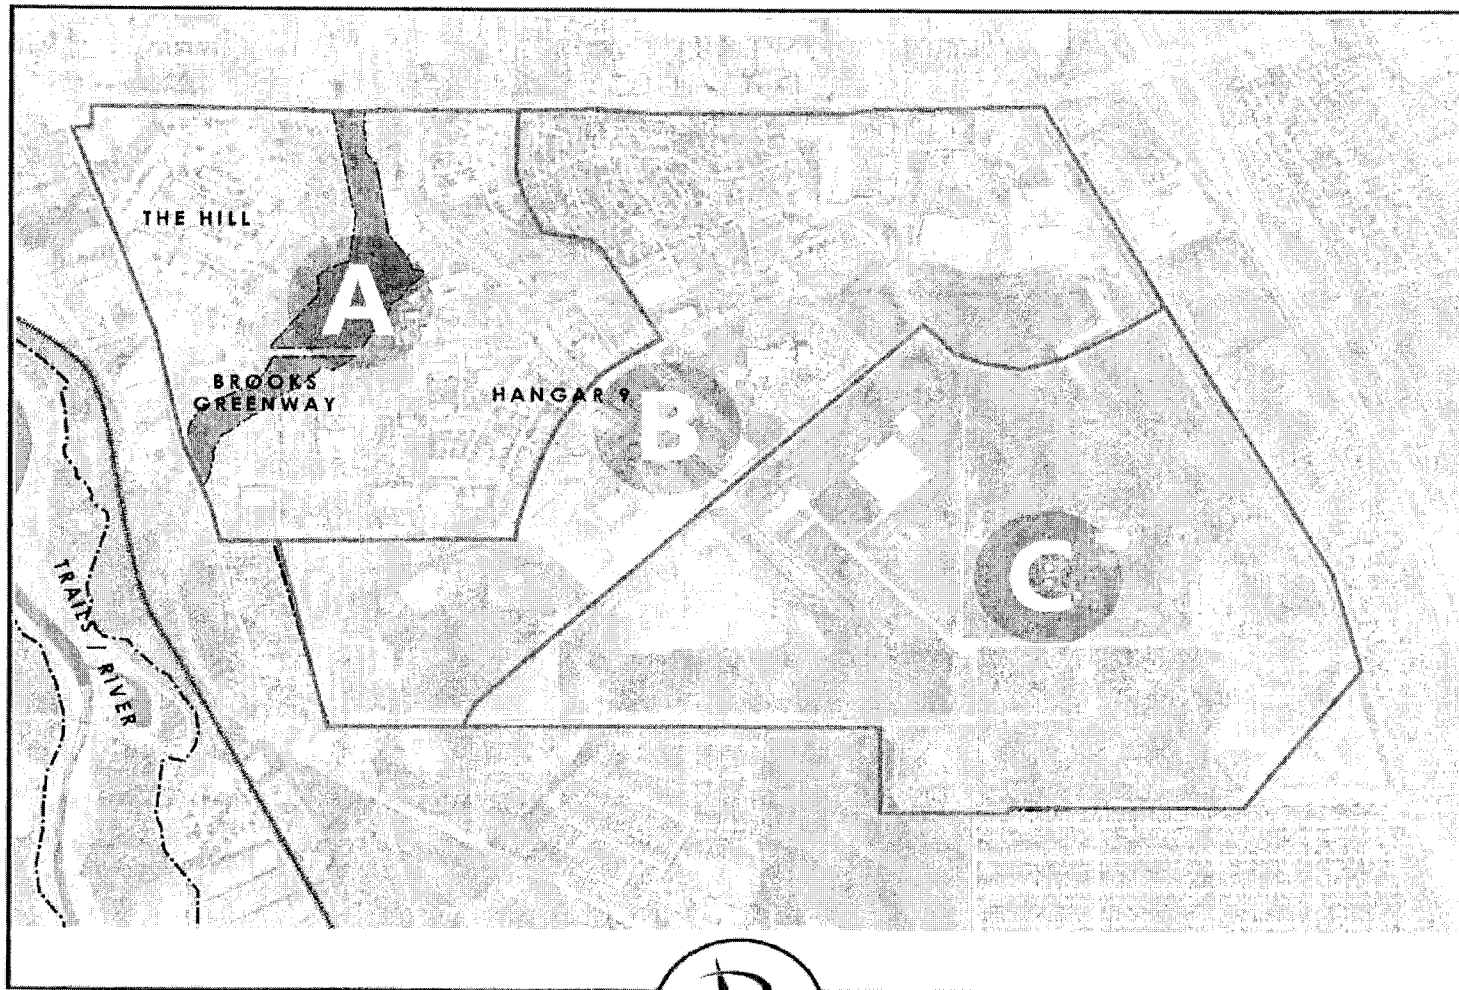 THE HILL
A
BROOKS
GREENWAY
HANGAR 9
B
C
TRAILS / RIVER